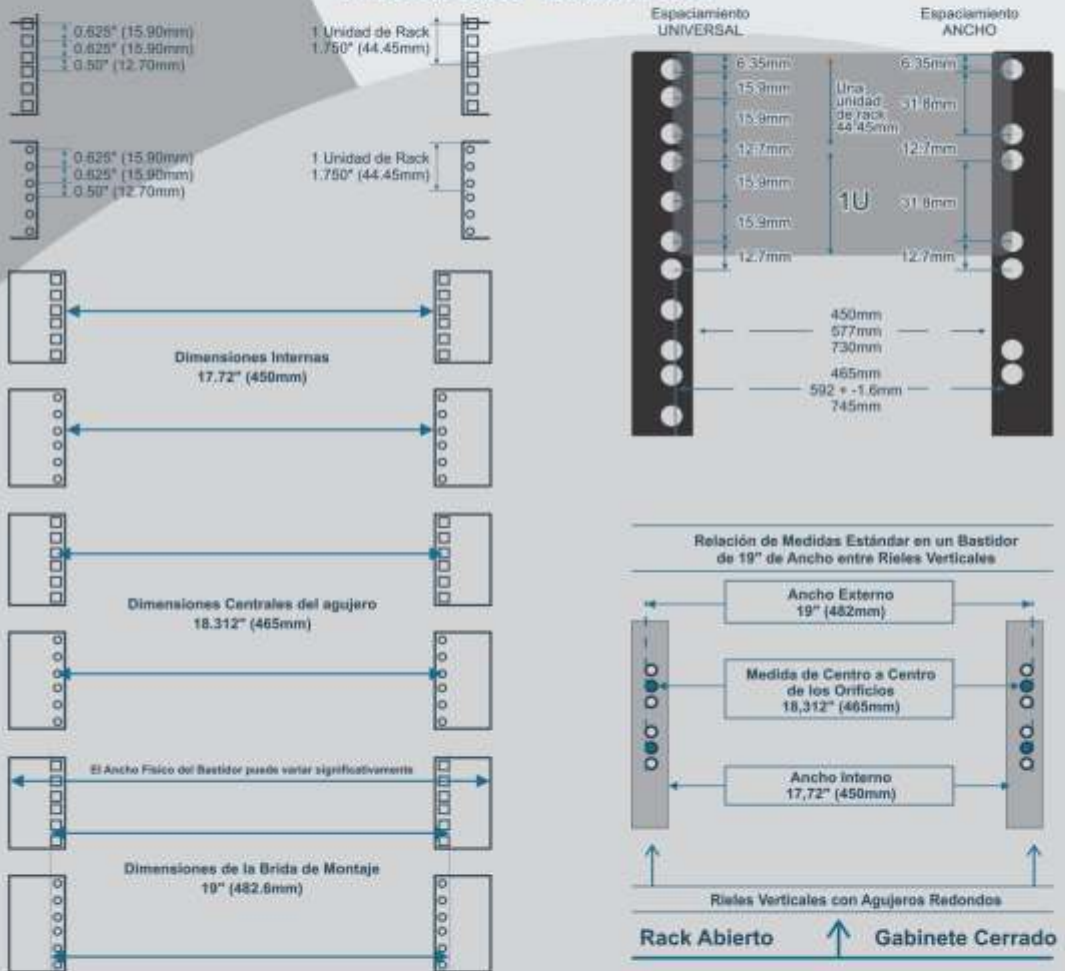 0.625" (15.90mm)
0.625" (15.90mm)
0.50" (12.70mm)
1 Unidad de Rack
1.750" (44.45mm)
0.625" (15.90mm)
0.625" (15.90mm)
0.50" (12.70mm)
1 Unidad de Rack
1.750" (44.45mm)
Dimensiones Internas
17.72" (450mm)
Dimensiones Centrales del agujero
18.312" (465mm)
El Ancho Físico del Bastidor puede variar significativamente
Dimensiones de la Brida de Montaje
19" (482.6mm)
Espaciamiento
UNIVERSAL
Espaciamiento
ANCHO
6.35mm
15.9mm
15.9mm
12.7mm
15.9mm
15.9mm
12.7mm
Una
unidad
de rack
44.45mm
1U
6.35mm
31.8mm
12.7mm
31.8mm
12.7mm
450mm
577mm
730mm
465mm
592 + -1.6mm
745mm
Relación de Medidas Estándar en un Bastidor
de 19" de Ancho entre Rieles Verticales
Ancho Externo
19" (482mm)
Medida de Centro a Centro
de los Orificios
18,312" (465mm)
Ancho Interno
17,72" (450mm)
Rieles Verticales con Agujeros Redondos
Rack Abierto
Gabinete Cerrado